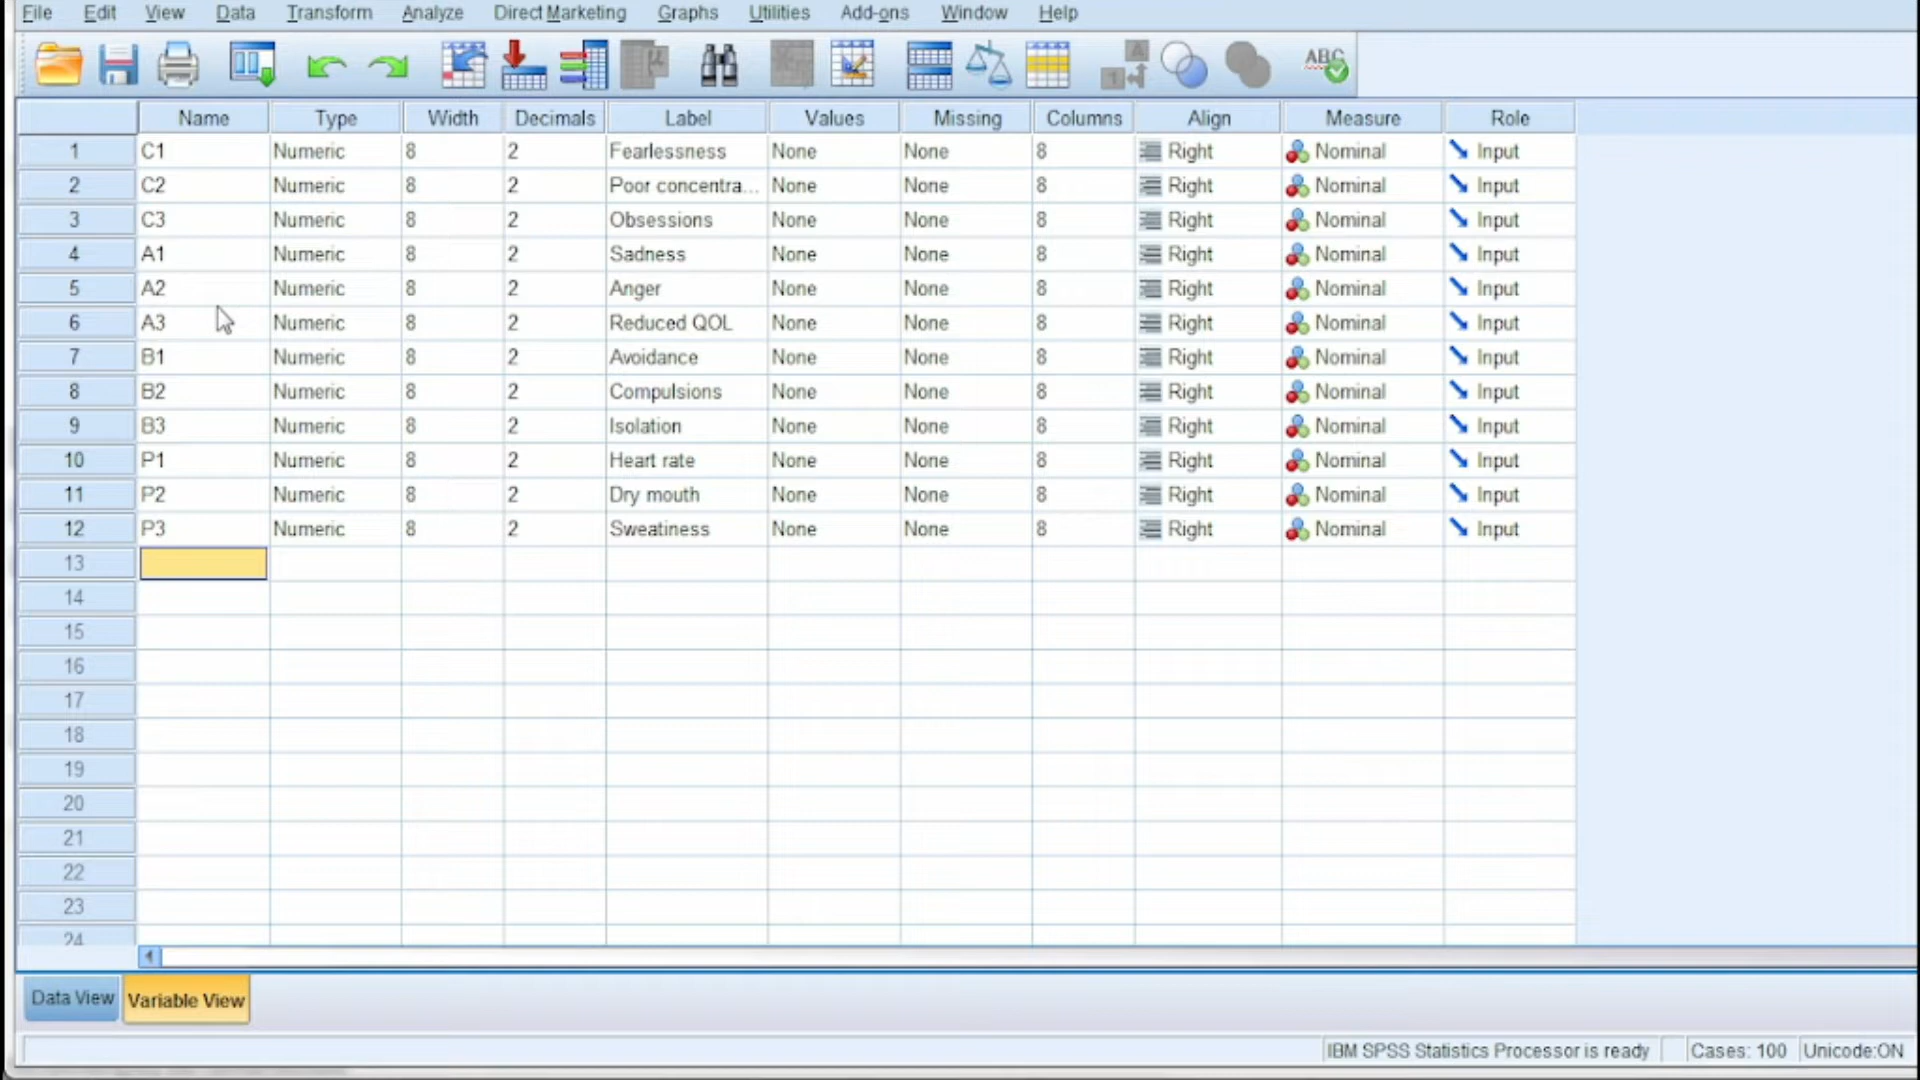 File Edit View Data Transform Analyze Direct Marketing Graphs Utilities Add-ons Window Help
A
1
ABC
Name Type Width Decimals Label Values Missing Columns Align Measure Role
1 C1 Numeric 8 2 Fearlessness None None 8 Right Nominal Input
2 C2 Numeric 8 2 Poor concentra... None None 8 Right Nominal Input
3 C3 Numeric 8 2 Obsessions None None 8 Right Nominal Input
4 A1 Numeric 8 2 Sadness None None 8 Right Nominal Input
5 A2 Numeric 8 2 Anger None None 8 Right Nominal Input
6 A3 Numeric 8 2 Reduced QOL None None 8 Right Nominal Input
7 B1 Numeric 8 2 Avoidance None None 8 Right Nominal Input
8 B2 Numeric 8 2 Compulsions None None 8 Right Nominal Input
9 B3 Numeric 8 2 Isolation None None 8 Right Nominal Input
10 P1 Numeric 8 2 Heart rate None None 8 Right Nominal Input
11 P2 Numeric 8 2 Dry mouth None None 8 Right Nominal Input
12 P3 Numeric 8 2 Sweatiness None None 8 Right Nominal Input
13
14
15
16
17
18
19
20
21
22
23
24
Data View Variable View
IBM SPSS Statistics Processor is ready Cases: 100 Unicode:ON